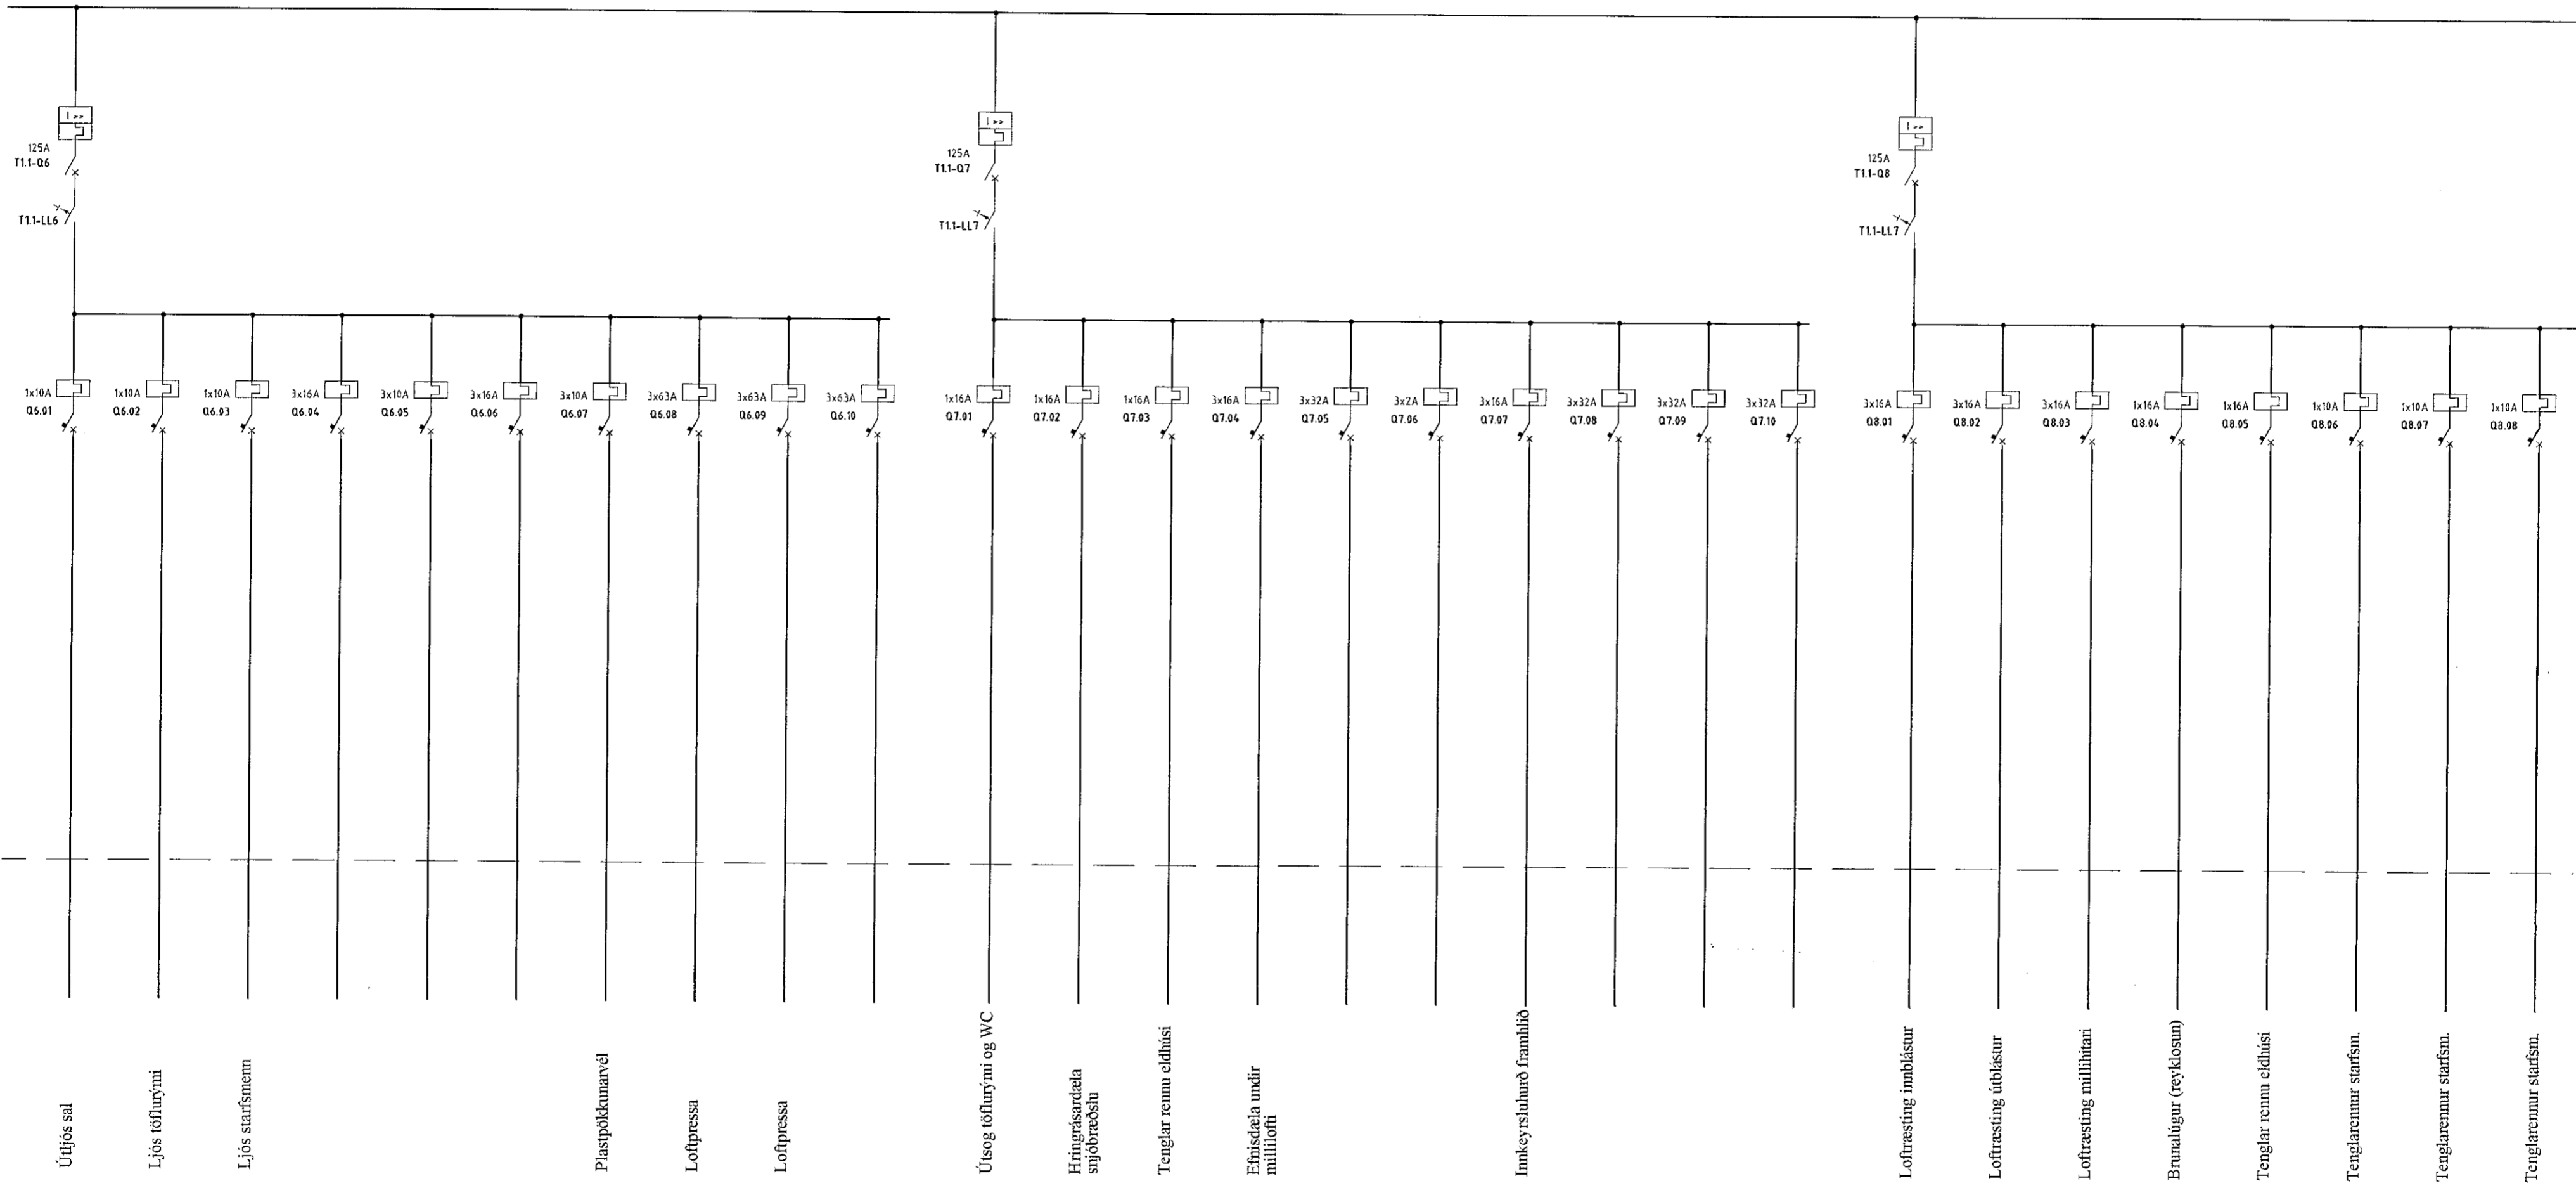 I >>
125A
T1.1-Q6
T1.1-LL6
I >>
125A
T1.1-Q7
T1.1-LL7
I >>
125A
T1.1-Q8
T1.1-LL7
1x10A
Q6.01
1x10A
Q6.02
1x10A
Q6.03
3x16A
Q6.04
3x10A
Q6.05
3x16A
Q6.06
3x10A
Q6.07
3x63A
Q6.08
3x63A
Q6.09
3x63A
Q6.10
1x16A
Q7.01
1x16A
Q7.02
1x16A
Q7.03
3x16A
Q7.04
3x32A
Q7.05
3x2A
Q7.06
3x16A
Q7.07
3x32A
Q7.08
3x32A
Q7.09
3x32A
Q7.10
3x16A
Q8.01
3x16A
Q8.02
3x16A
Q8.03
1x16A
Q8.04
1x16A
Q8.05
1x10A
Q8.06
1x10A
Q8.07
1x10A
Q8.08
Útljós sal
Ljós töflurými
Ljós starfsmenn
Plastpökkunarvél
Loftpressa
Loftpressa
Útsog töflurými og WC
Hringrásardæla
snjóbræðslu
Tenglar rennu eldhúsi
Efnisdæla undir
millilofti
Innkeyrsluhurð framhlið
Loftræsting innblástur
Loftræsting útblástur
Loftræsting millihitari
Brunalúgur (reyklosun)
Tenglar rennu eldhúsi
Tenglarennur starfsm.
Tenglarennur starfsm.
Tenglarennur starfsm.